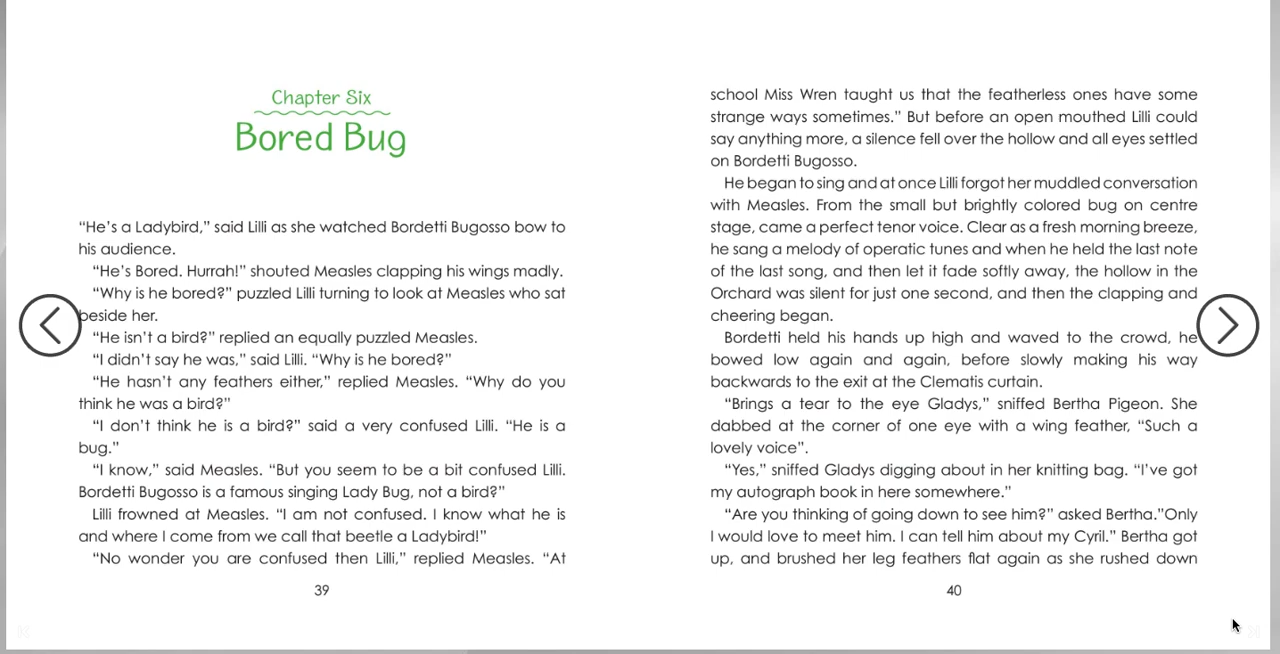 Chapter Six
Bored Bug
“He’s a Ladybird,” said Lilli as she watched Bordetti Bugosso bow to
his audience.
“He’s Bored. Hurrah!” shouted Measles clapping his wings madly.
“Why is he bored?” puzzled Lilli turning to look at Measles who sat
beside her.
“He isn’t a bird?” replied an equally puzzled Measles.
“I didn’t say he was,” said Lilli. “Why is he bored?”
“He hasn’t any feathers either,” replied Measles. “Why do you
think he was a bird?”
“I don’t think he is a bird?” said a very confused Lilli. “He is a
bug.”
“I know,” said Measles. “But you seem to be a bit confused Lilli.
Bordetti Bugosso is a famous singing Lady Bug, not a bird?”
Lilli frowned at Measles. “I am not confused. I know what he is
and where I come from we call that beetle a Ladybird!”
“No wonder you are confused then Lilli,” replied Measles. “At
39
school Miss Wren taught us that the featherless ones have some
strange ways sometimes.” But before an open mouthed Lilli could
say anything more, a silence fell over the hollow and all eyes settled
on Bordetti Bugosso.
He began to sing and at once Lilli forgot her muddled conversation
with Measles. From the small but brightly colored bug on centre
stage, came a perfect tenor voice. Clear as a fresh morning breeze,
he sang a melody of operatic tunes and when he held the last note
of the last song, and then let it fade softly away, the hollow in the
Orchard was silent for just one second, and then the clapping and
cheering began.
Bordetti held his hands up high and waved to the crowd, he
bowed low again and again, before slowly making his way
backwards to the exit at the Clematis curtain.
“Brings a tear to the eye Gladys,” sniffed Bertha Pigeon. She
dabbed at the corner of one eye with a wing feather, “Such a
lovely voice”.
“Yes,” sniffed Gladys digging about in her knitting bag. “I’ve got
my autograph book in here somewhere.”
“Are you thinking of going down to see him?” asked Bertha.”Only
I would love to meet him. I can tell him about my Cyril.” Bertha got
up, and brushed her leg feathers flat again as she rushed down
40